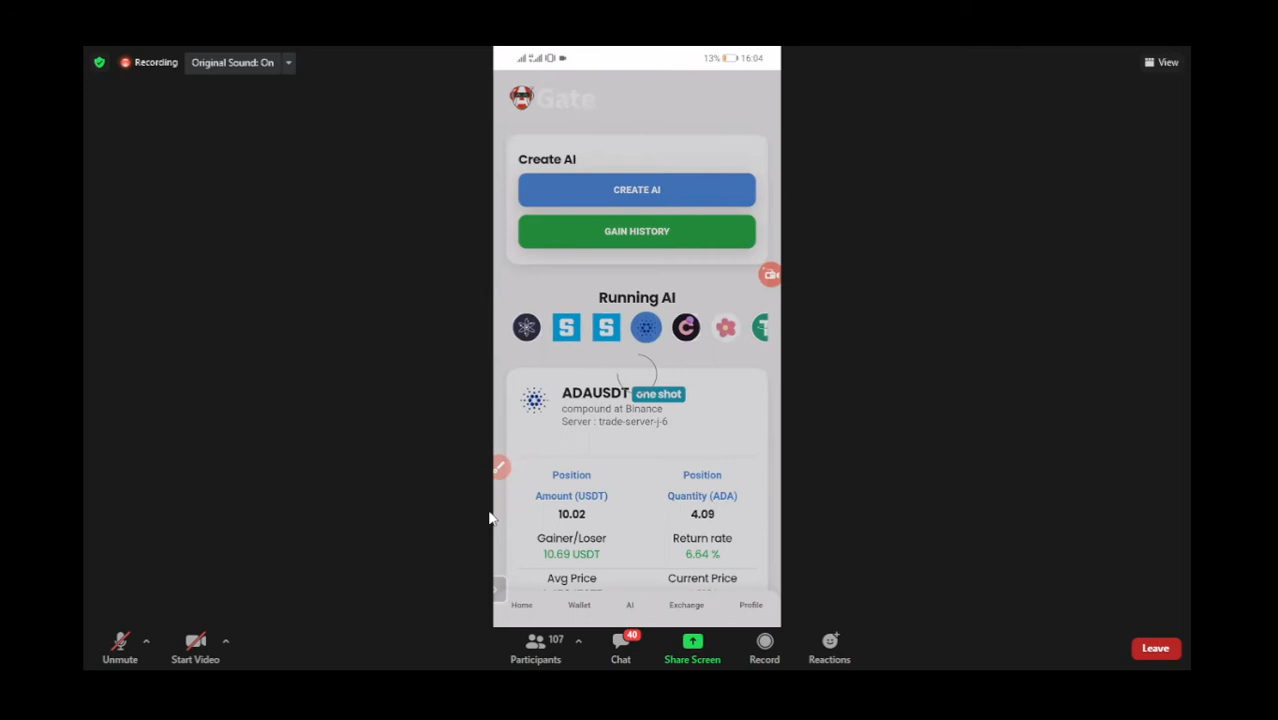 Recording
Original Sound: On
View
13% 16:04
Gate
Create AI
CREATE AI
GAIN HISTORY
Running AI
S S C
ADAUSDT one shot
compound at Binance
Server : trade-server-j-6
Position Position
Amount (USDT) Quantity (ADA)
10.02 4.09
Gainer/Loser Return rate
10.69 USDT 6.64 %
Avg Price Current Price
Home Wallet AI Exchange Profile
Unmute Start Video Participants 107 Chat 40 Share Screen Record Reactions Leave